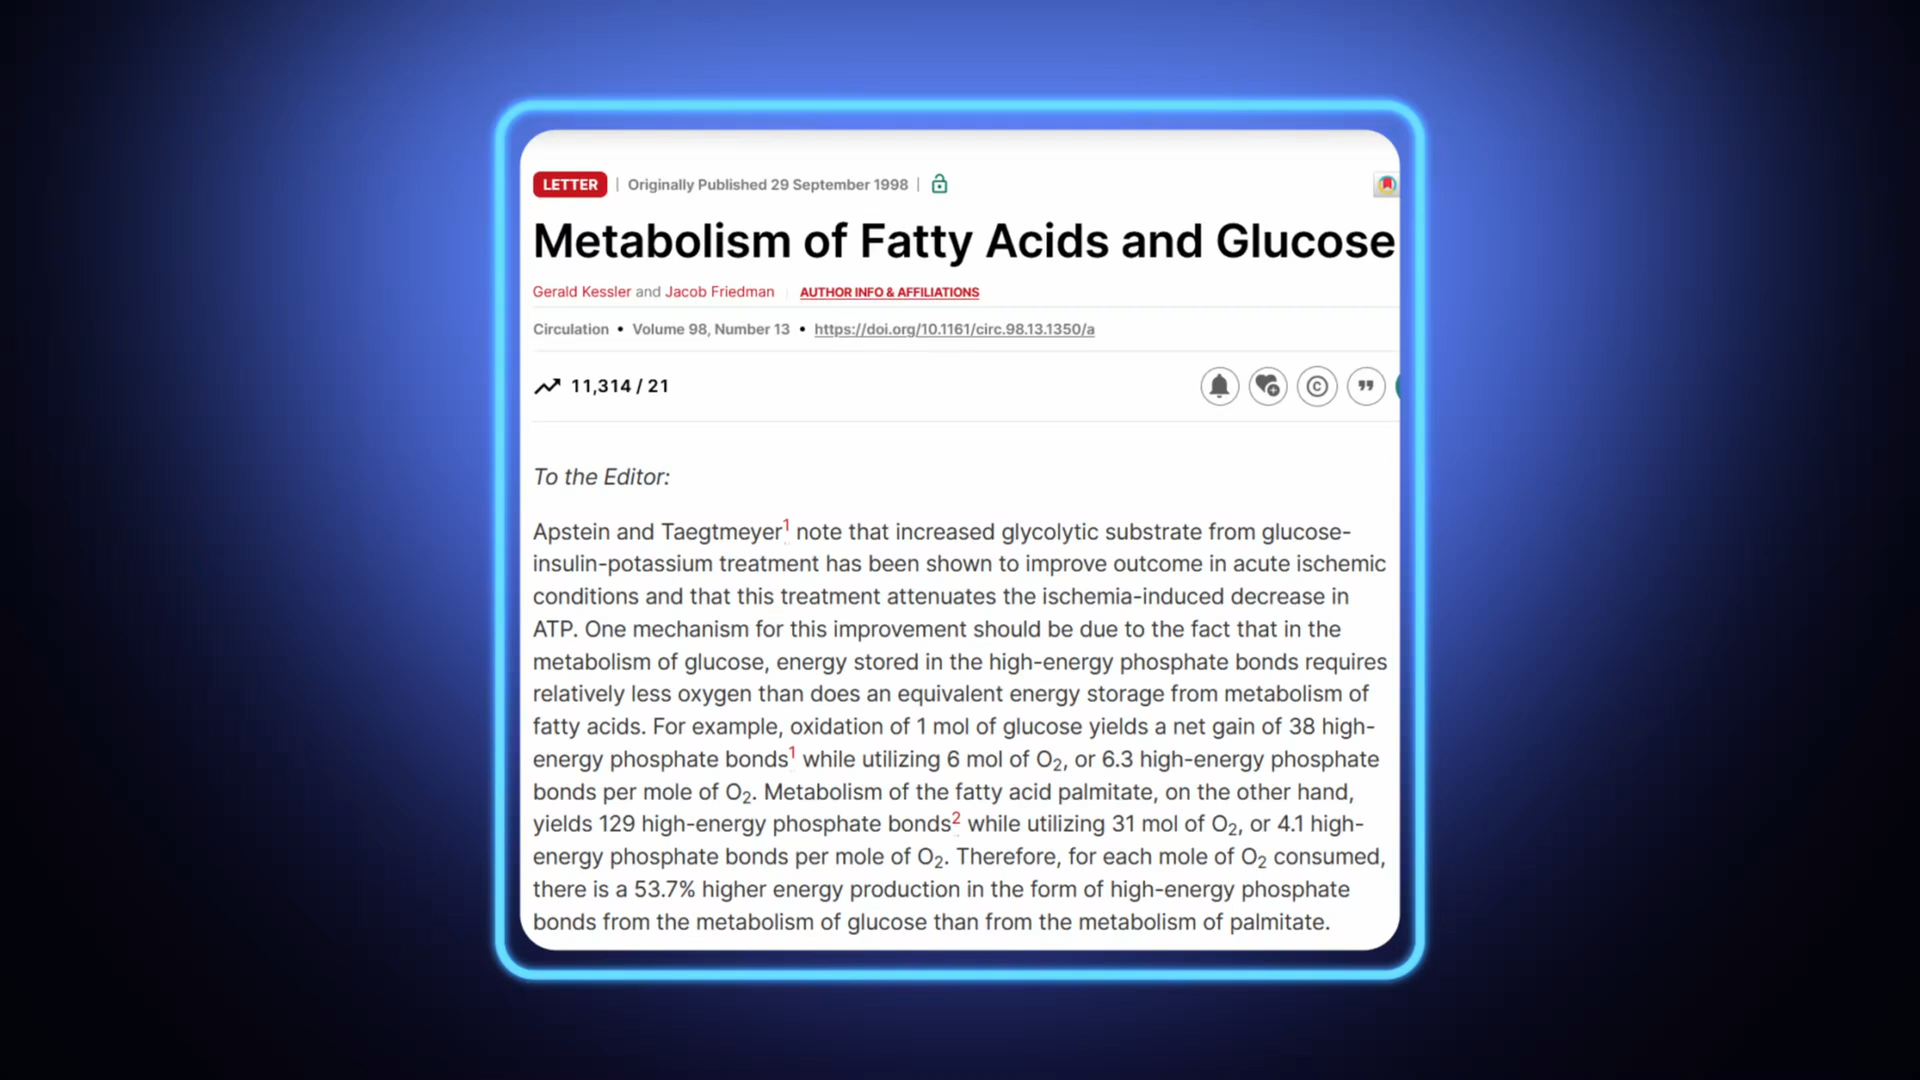 LETTER | Originally Published 29 September 1998 |
Metabolism of Fatty Acids and Glucose
Gerald Kessler and Jacob Friedman | AUTHOR INFO & AFFILIATIONS
Circulation • Volume 98, Number 13 • https://doi.org/10.1161/circ.98.13.1350/a
11,314 / 21
To the Editor:
Apstein and Taegtmeyer¹ note that increased glycolytic substrate from glucose-
insulin-potassium treatment has been shown to improve outcome in acute ischemic
conditions and that this treatment attenuates the ischemia-induced decrease in
ATP. One mechanism for this improvement should be due to the fact that in the
metabolism of glucose, energy stored in the high-energy phosphate bonds requires
relatively less oxygen than does an equivalent energy storage from metabolism of
fatty acids. For example, oxidation of 1 mol of glucose yields a net gain of 38 high-
energy phosphate bonds¹ while utilizing 6 mol of O₂, or 6.3 high-energy phosphate
bonds per mole of O₂. Metabolism of the fatty acid palmitate, on the other hand,
yields 129 high-energy phosphate bonds² while utilizing 31 mol of O₂, or 4.1 high-
energy phosphate bonds per mole of O₂. Therefore, for each mole of O₂ consumed,
there is a 53.7% higher energy production in the form of high-energy phosphate
bonds from the metabolism of glucose than from the metabolism of palmitate.